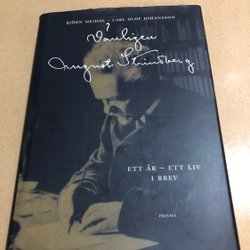 BJÖRN MEIDAL • CARL OLOF JOHANSSON
Vänligen
August Strindberg
ETT ÅR – ETT LIV
I BREV
PRISMA